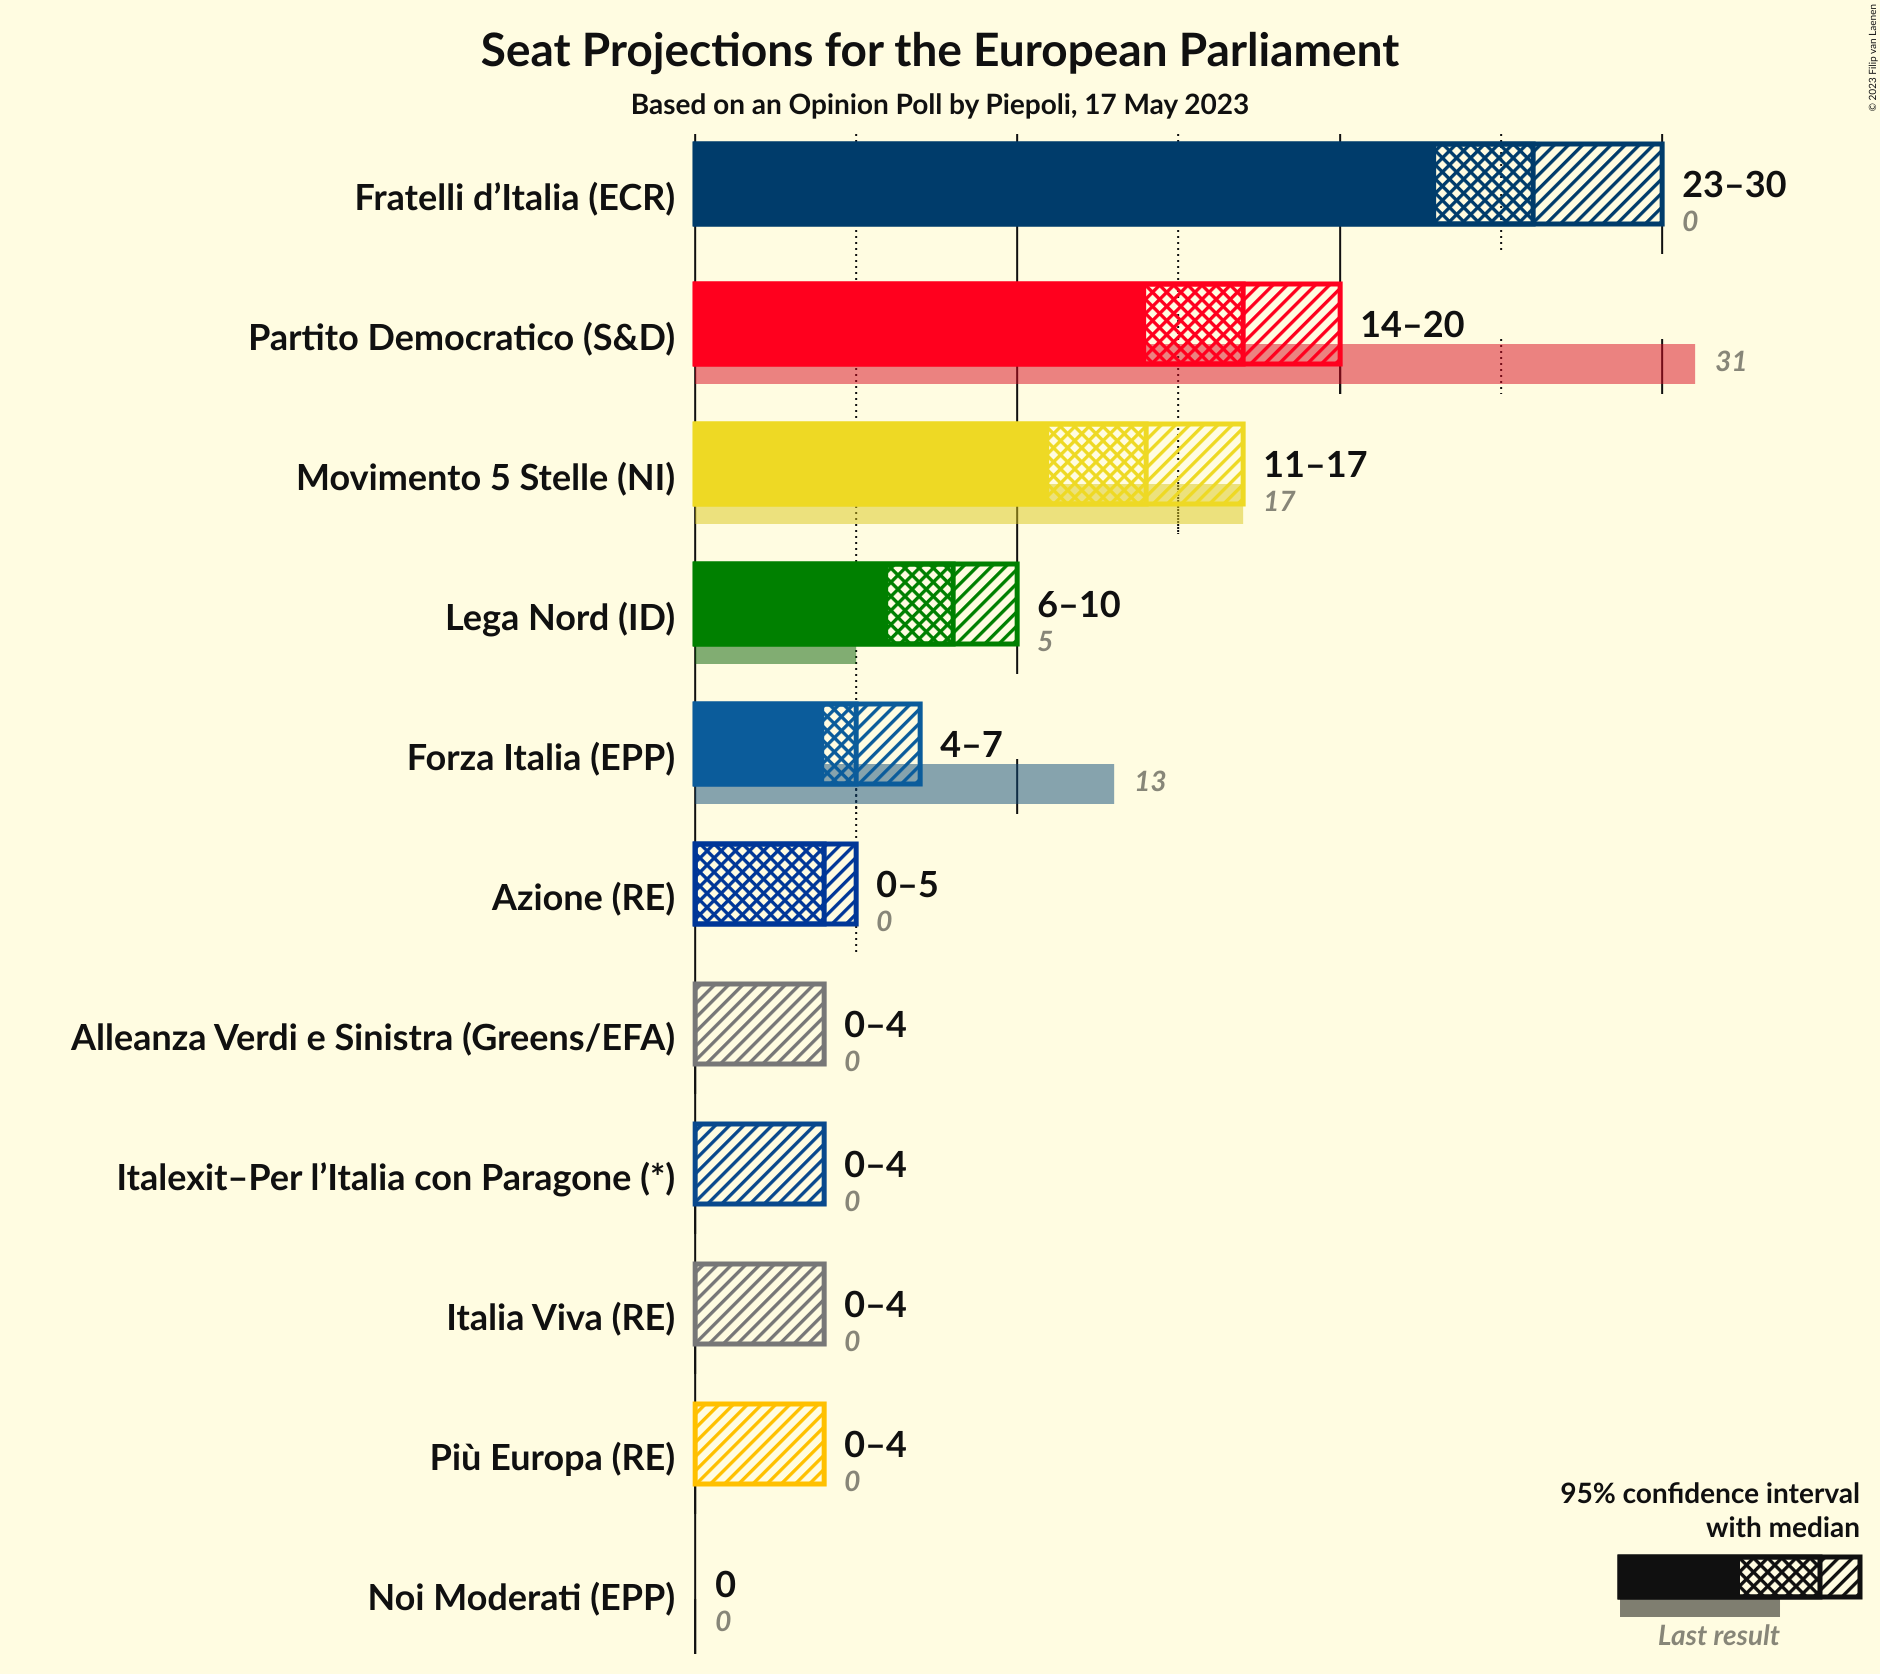 Seat Projections for the European Parliament
Based on an Opinion Poll by Piepoli, 17 May 2023
© 2023 Filip van Laenen
Fratelli d’Italia (ECR)
23–30
0
Partito Democratico (S&D)
14–20
31
Movimento 5 Stelle (NI)
11–17
17
Lega Nord (ID)
6–10
5
Forza Italia (EPP)
4–7
13
Azione (RE)
0–5
0
Alleanza Verdi e Sinistra (Greens/EFA)
0–4
0
Italexit–Per l’Italia con Paragone (*)
0–4
0
Italia Viva (RE)
0–4
0
Più Europa (RE)
0–4
0
Noi Moderati (EPP)
0
0
95% confidence interval
with median
Last result